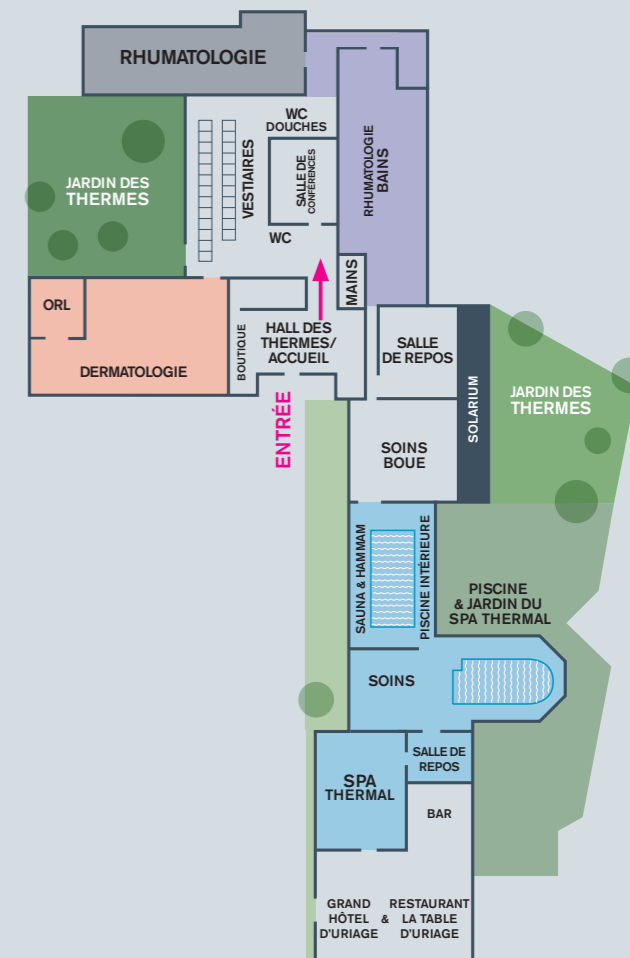 RHUMATOLOGIE
WC
DOUCHES
JARDIN DES
THERMES
VESTIAIRES
SALLE DE
CONFÉRENCES
RHUMATOLOGIE
BAINS
WC
MAINS
ORL
DERMATOLOGIE
BOUTIQUE
HALL DES
THERMES/
ACCUEIL
SALLE
DE REPOS
SOLARIUM
JARDIN DES
THERMES
ENTRÉE
SOINS
BOUE
SAUNA & HAMMAM
PISCINE INTÉRIEURE
PISCINE
& JARDIN DU
SPA THERMAL
SOINS
SALLE DE
REPOS
SPA
THERMAL
BAR
GRAND
HÔTEL
D'URIAGE
&
RESTAURANT
LA TABLE
D'URIAGE